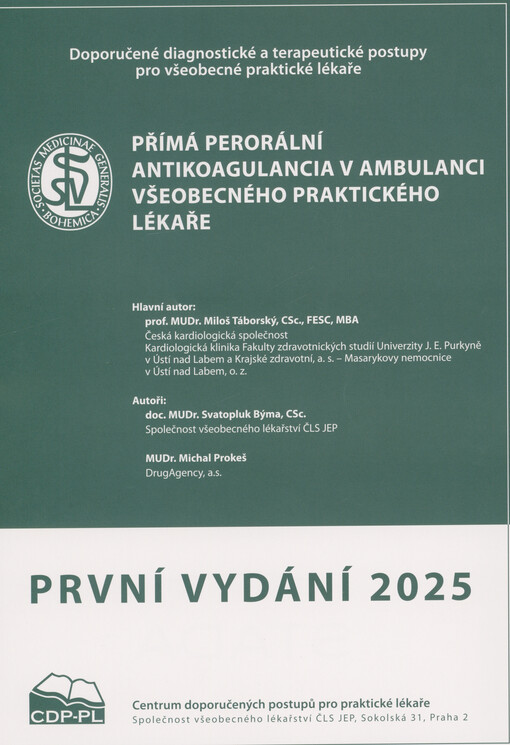 Doporučené diagnostické a terapeutické postupy
pro všeobecné praktické lékaře
SOCIETAS MEDICINAE GENERALIS
BOHEMICA
PŘÍMÁ PERORÁLNÍ
ANTIKOAGULANCIA V AMBULANCI
VŠEOBECNÉHO PRAKTICKÉHO
LÉKAŘE
Hlavní autor:
prof. MUDr. Miloš Táborský, CSc., FESC, MBA
Česká kardiologická společnost
Kardiologická klinika Fakulty zdravotnických studií Univerzity J. E. Purkyně
v Ústí nad Labem a Krajské zdravotní, a. s. – Masarykovy nemocnice
v Ústí nad Labem, o. z.
Autoři:
doc. MUDr. Svatopluk Býma, CSc.
Společnost všeobecného lékařství ČLS JEP
MUDr. Michal Prokeš
DrugAgency, a.s.
PRVNÍ VYDÁNÍ 2025
CDP-PL
Centrum doporučených postupů pro praktické lékaře
Společnost všeobecného lékařství ČLS JEP, Sokolská 31, Praha 2